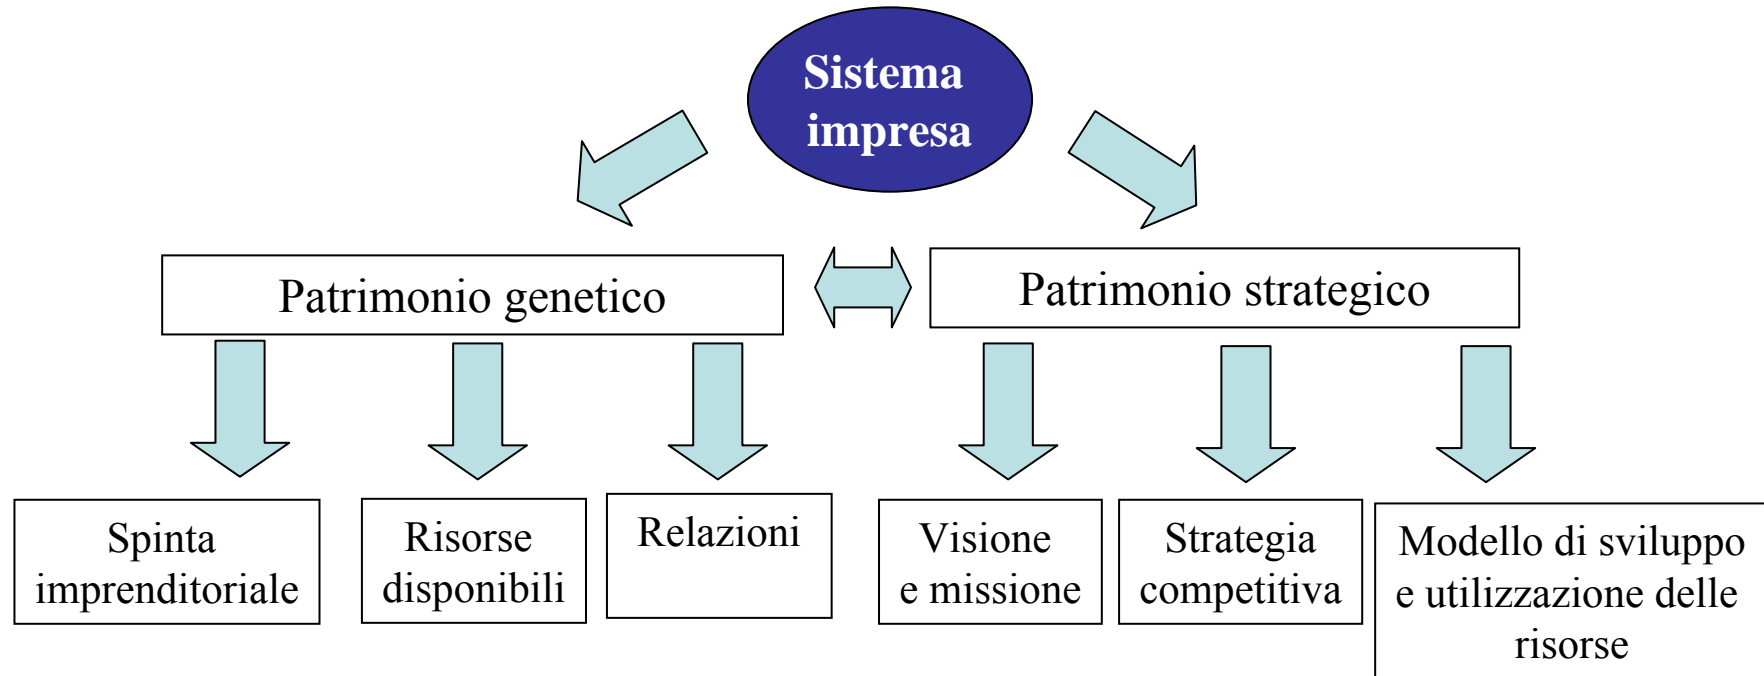 Sistema
impresa
Patrimonio genetico
Patrimonio strategico
Spinta
imprenditoriale
Risorse
disponibili
Relazioni
Visione
e missione
Strategia
competitiva
Modello di sviluppo
e utilizzazione delle
risorse